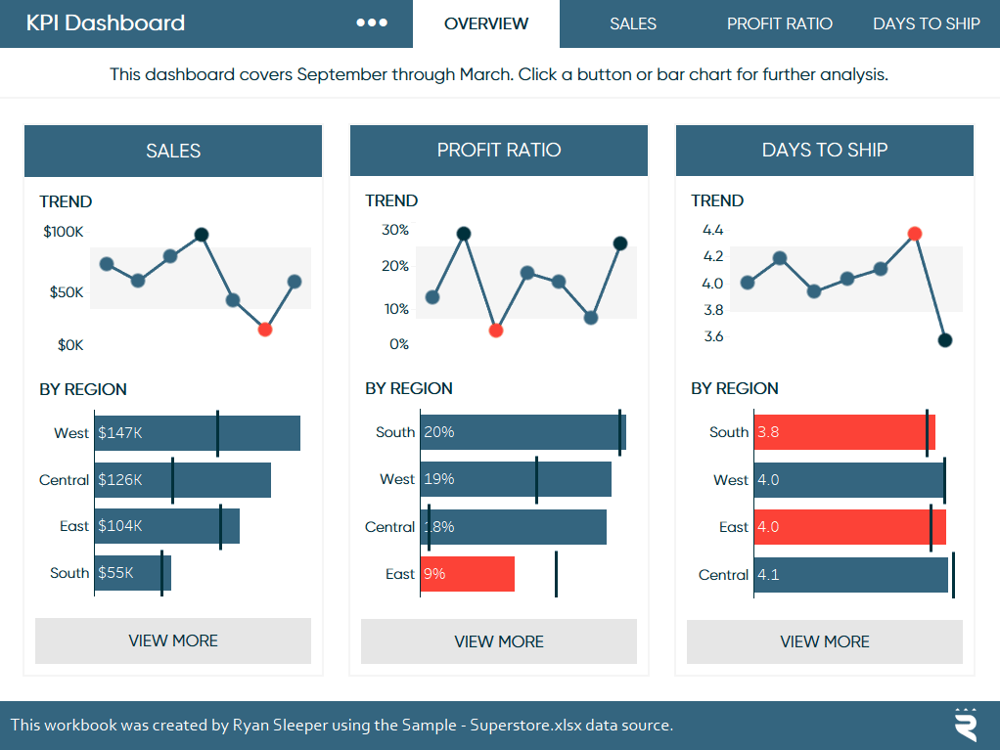 KPI Dashboard ••• OVERVIEW SALES PROFIT RATIO DAYS TO SHIP
This dashboard covers September through March. Click a button or bar chart for further analysis.
SALES
TREND
$100K
$50K
$0K
BY REGION
West $147K
Central $126K
East $104K
South $55K
VIEW MORE
PROFIT RATIO
TREND
30%
20%
10%
0%
BY REGION
South 20%
West 19%
Central 18%
East 9%
VIEW MORE
DAYS TO SHIP
TREND
4.4
4.2
4.0
3.8
3.6
BY REGION
South 3.8
West 4.0
East 4.0
Central 4.1
VIEW MORE
This workbook was created by Ryan Sleeper using the Sample - Superstore.xlsx data source.